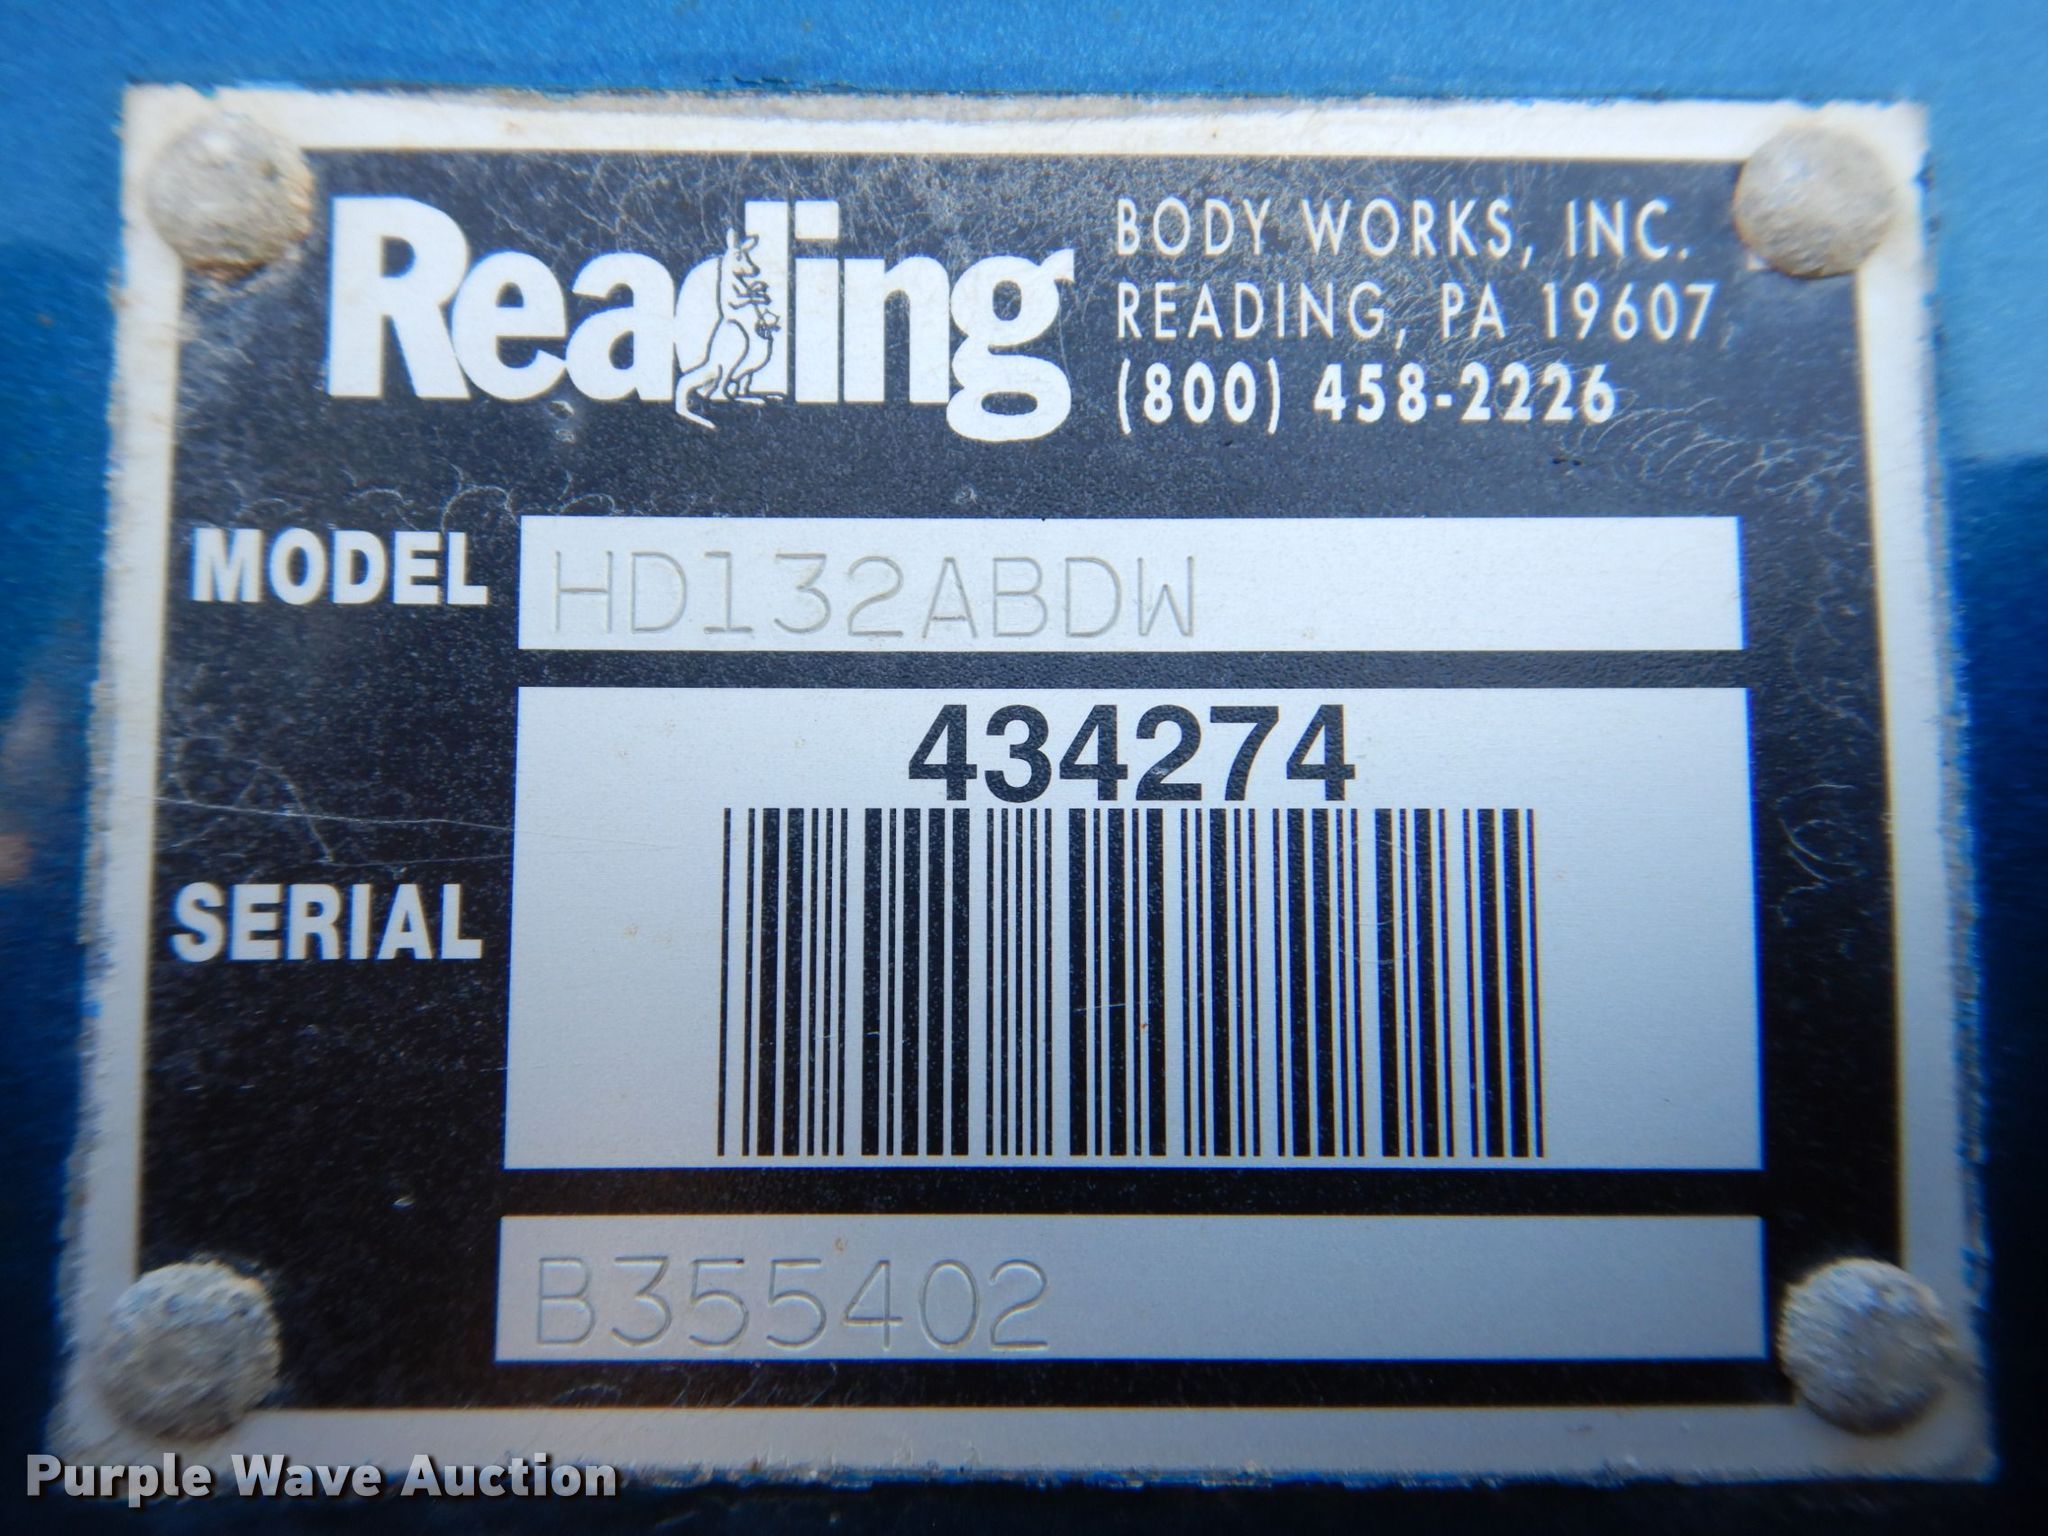 Reading
BODY WORKS, INC.
READING, PA 19607
(800) 458-2226
MODEL HD132ABDW
434274
SERIAL
B355402
Purple Wave Auction